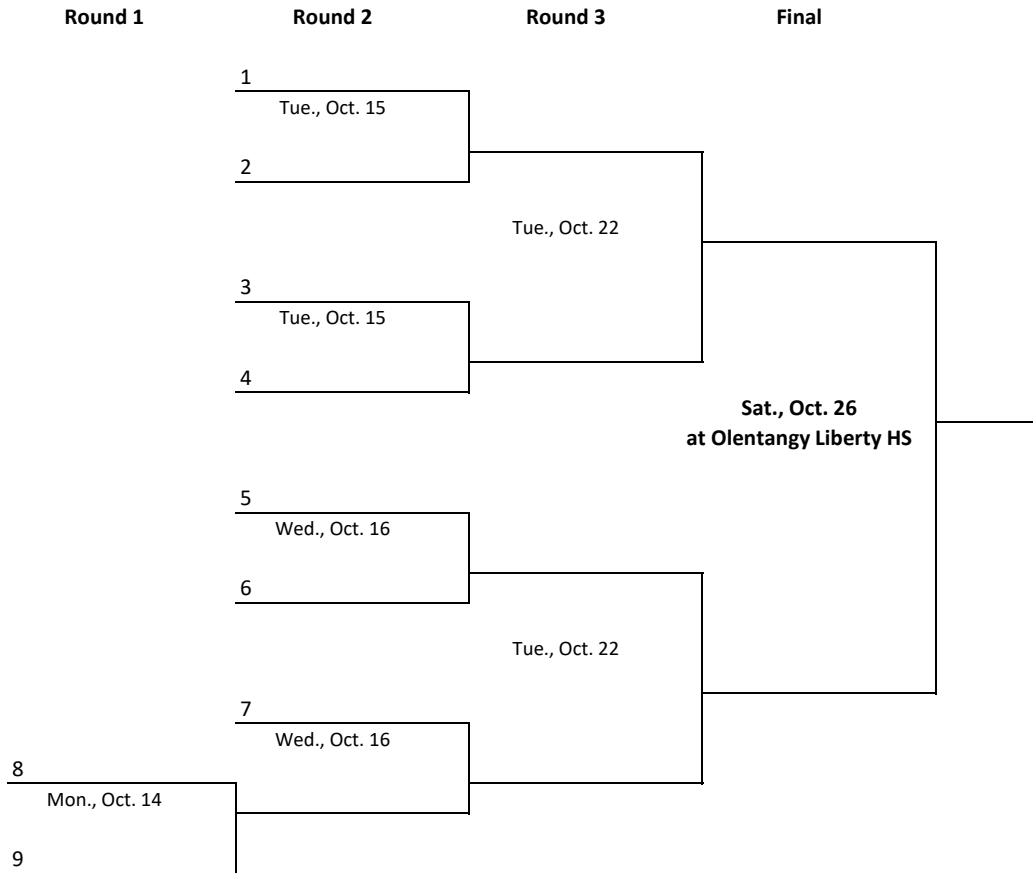 Round 1 Round 2 Round 3 Final
1
Tue., Oct. 15
2
Tue., Oct. 22
3
Tue., Oct. 15
4
Sat., Oct. 26
at Olentangy Liberty HS
5
Wed., Oct. 16
6
Tue., Oct. 22
7
Wed., Oct. 16
8
Mon., Oct. 14
9